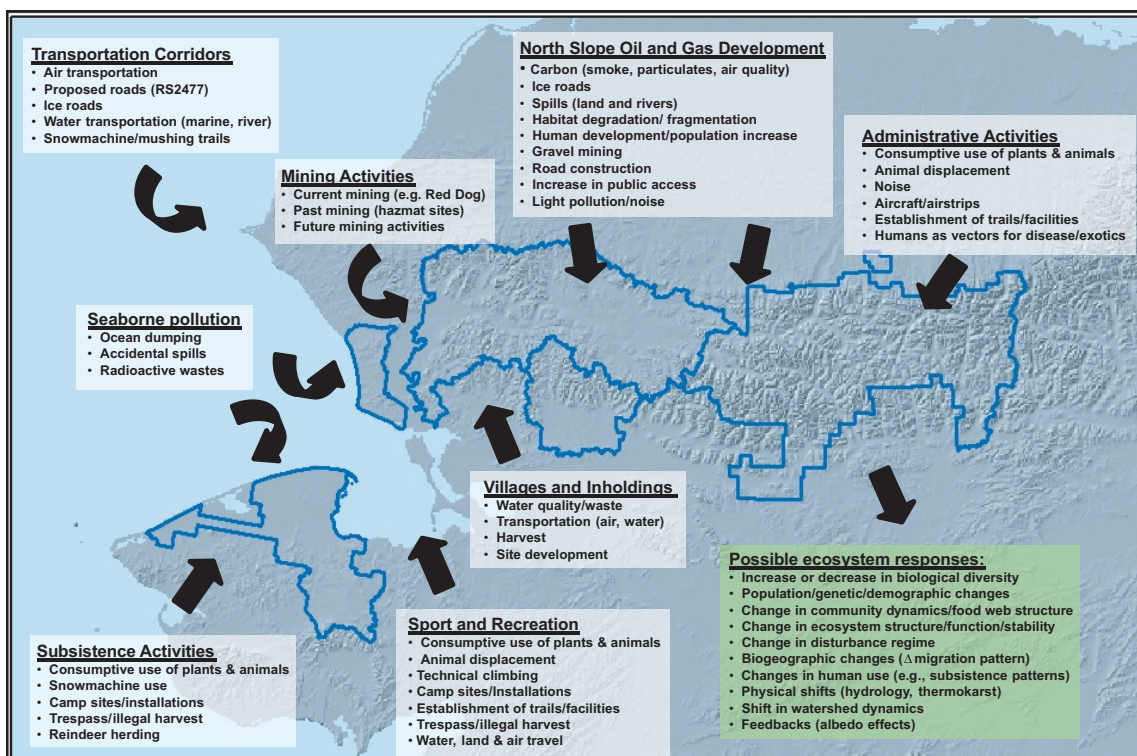 Transportation Corridors
• Air transportation
• Proposed roads (RS2477)
• Ice roads
• Water transportation (marine, river)
• Snowmachine/mushing trails
North Slope Oil and Gas Development
• Carbon (smoke, particulates, air quality)
• Ice roads
• Spills (land and rivers)
• Habitat degradation/ fragmentation
• Human development/population increase
• Gravel mining
• Road construction
• Increase in public access
• Light pollution/noise
Administrative Activities
• Consumptive use of plants & animals
• Animal displacement
• Noise
• Aircraft/airstrips
• Establishment of trails/facilities
• Humans as vectors for disease/exotics
Mining Activities
• Current mining (e.g. Red Dog)
• Past mining (hazmat sites)
• Future mining activities
Seaborne pollution
• Ocean dumping
• Accidental spills
• Radioactive wastes
Villages and Inholdings
• Water quality/waste
• Transportation (air, water)
• Harvest
• Site development
Subsistence Activities
• Consumptive use of plants & animals
• Snowmachine use
• Camp sites/installations
• Trespass/illegal harvest
• Reindeer herding
Sport and Recreation
• Consumptive use of plants & animals
• Animal displacement
• Technical climbing
• Camp sites/Installations
• Establishment of trails/facilities
• Trespass/illegal harvest
• Water, land & air travel
Possible ecosystem responses:
• Increase or decrease in biological diversity
• Population/genetic/demographic changes
• Change in community dynamics/food web structure
• Change in ecosystem structure/function/stability
• Change in disturbance regime
• Biogeographic changes (Δ migration pattern)
• Changes in human use (e.g., subsistence patterns)
• Physical shifts (hydrology, thermokarst)
• Shift in watershed dynamics
• Feedbacks (albedo effects)